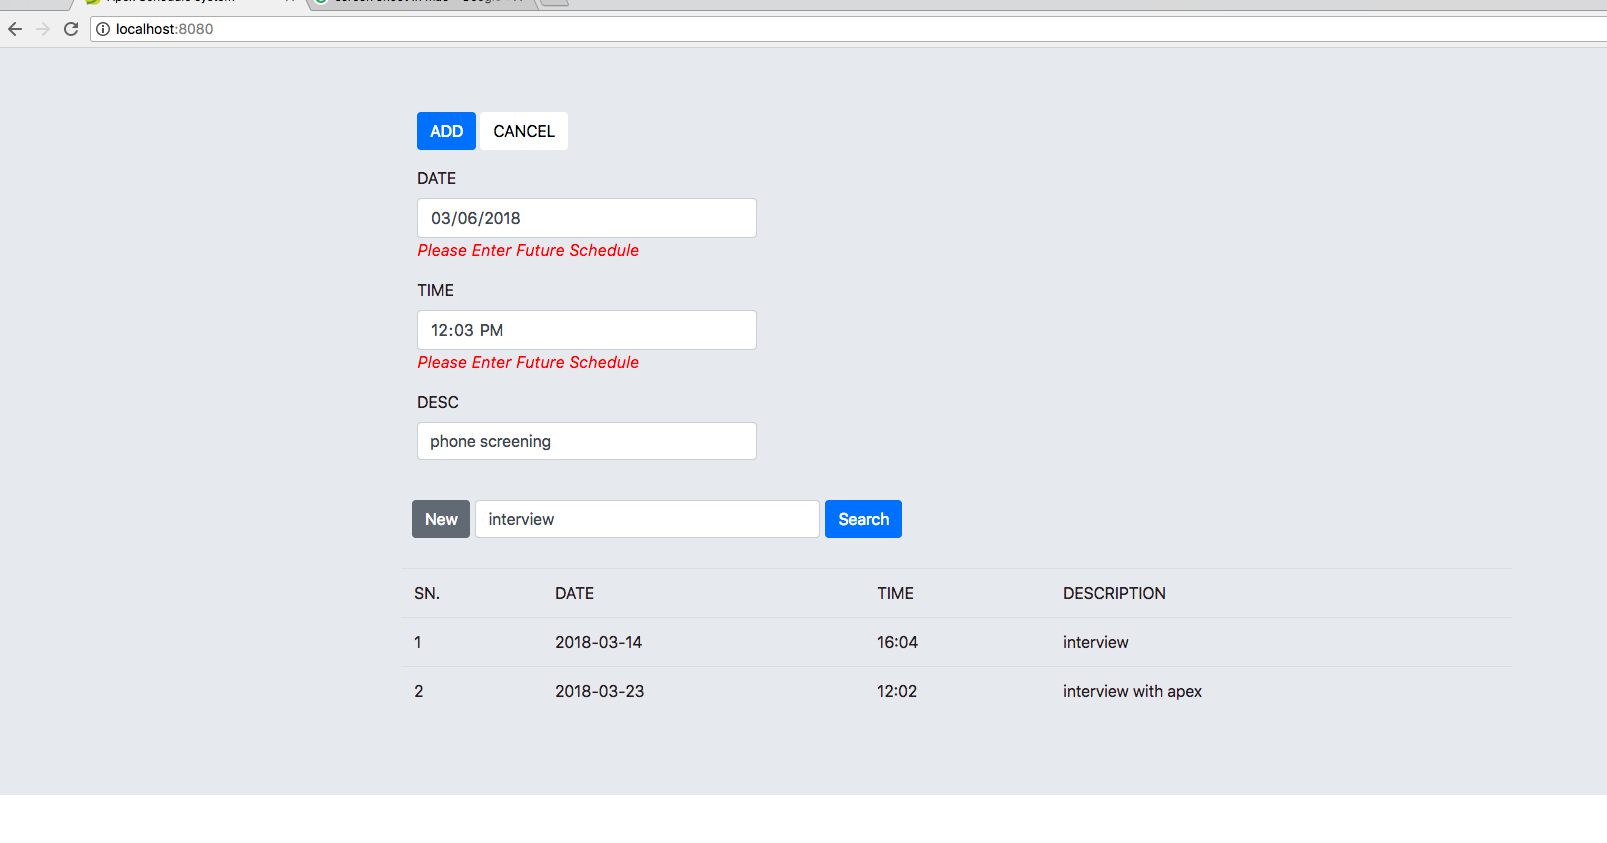 localhost:8080
ADD CANCEL
DATE
03/06/2018
Please Enter Future Schedule
TIME
12:03 PM
Please Enter Future Schedule
DESC
phone screening
New interview Search
SN. DATE TIME DESCRIPTION
1 2018-03-14 16:04 interview
2 2018-03-23 12:02 interview with apex